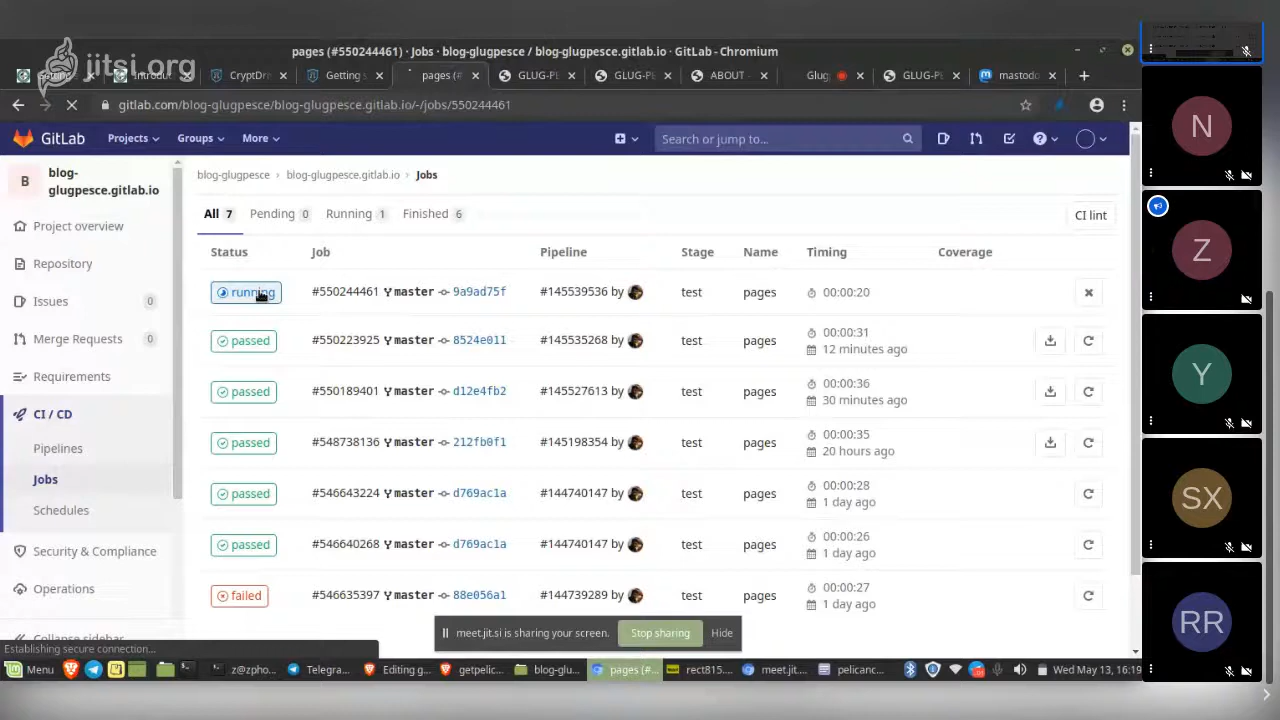 jitsi.org
pages (#550244461) · Jobs · blog-glugpesce / blog-glugpesce.gitlab.io · GitLab - Chromium
CryptDr
Getting s
pages (
GLUG-P
GLUG-PE
ABOUT -
Glug
GLUG-PE
mastod
gitlab.com/blog-glugpesce/blog-glugpesce.gitlab.io/-/jobs/550244461
GitLab Projects Groups More Search or jump to...
B
blog-
glugpesce.gitlab.io
Project overview
Repository
Issues 0
Merge Requests 0
Requirements
CI / CD
Pipelines
Jobs
Schedules
Security & Compliance
Operations
Collapse sidebar
blog-glugpesce › blog-glugpesce.gitlab.io › Jobs
All 7 Pending 0 Running 1 Finished 6 CI lint
Status Job Pipeline Stage Name Timing Coverage
running #550244461 master 9a9ad75f #145539536 by test pages 00:00:20
passed #550223925 master 8524e011 #145535268 by test pages 00:00:31
12 minutes ago
passed #550189401 master d12e4fb2 #145527613 by test pages 00:00:36
30 minutes ago
passed #548738136 master 212fb0f1 #145198354 by test pages 00:00:35
20 hours ago
passed #546643224 master d769ac1a #144740147 by test pages 00:00:28
1 day ago
passed #546640268 master d769ac1a #144740147 by test pages 00:00:26
1 day ago
failed #546635397 master 88e056a1 #144739289 by test pages 00:00:27
1 day ago
meet.jit.si is sharing your screen. Stop sharing Hide
Establishing secure connection...
Menu z@zpho... Telegra... Editing g... getpelic... blog-glu... pages (#... rect815... meet.jit.... pelicanc... Wed May 13, 16:19
N
Z
Y
SX
RR